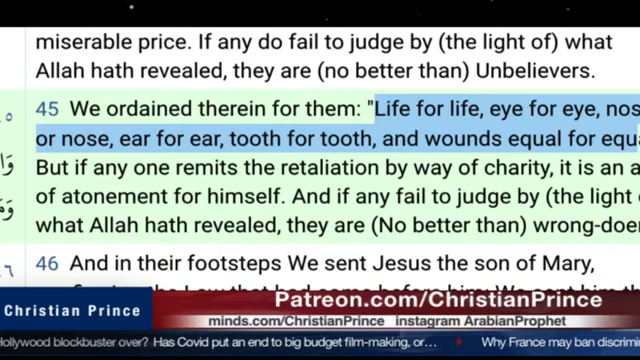 miserable price. If any do fail to judge by (the light of) what
Allah hath revealed, they are (no better than) Unbelievers.
45 We ordained therein for them: "Life for life, eye for eye, nos
or nose, ear for ear, tooth for tooth, and wounds equal for equa
But if any one remits the retaliation by way of charity, it is an a
of atonement for himself. And if any fail to judge by (the light o
what Allah hath revealed, they are (No better than) wrong-doer
46 And in their footsteps We sent Jesus the son of Mary,
Christian Prince
Patreon.com/ChristianPrince
minds.com/ChristianPrince instagram ArabianProphet
Hollywood blockbuster over? Has Covid put an end to big budget film-making, or… Why France may ban discrimi